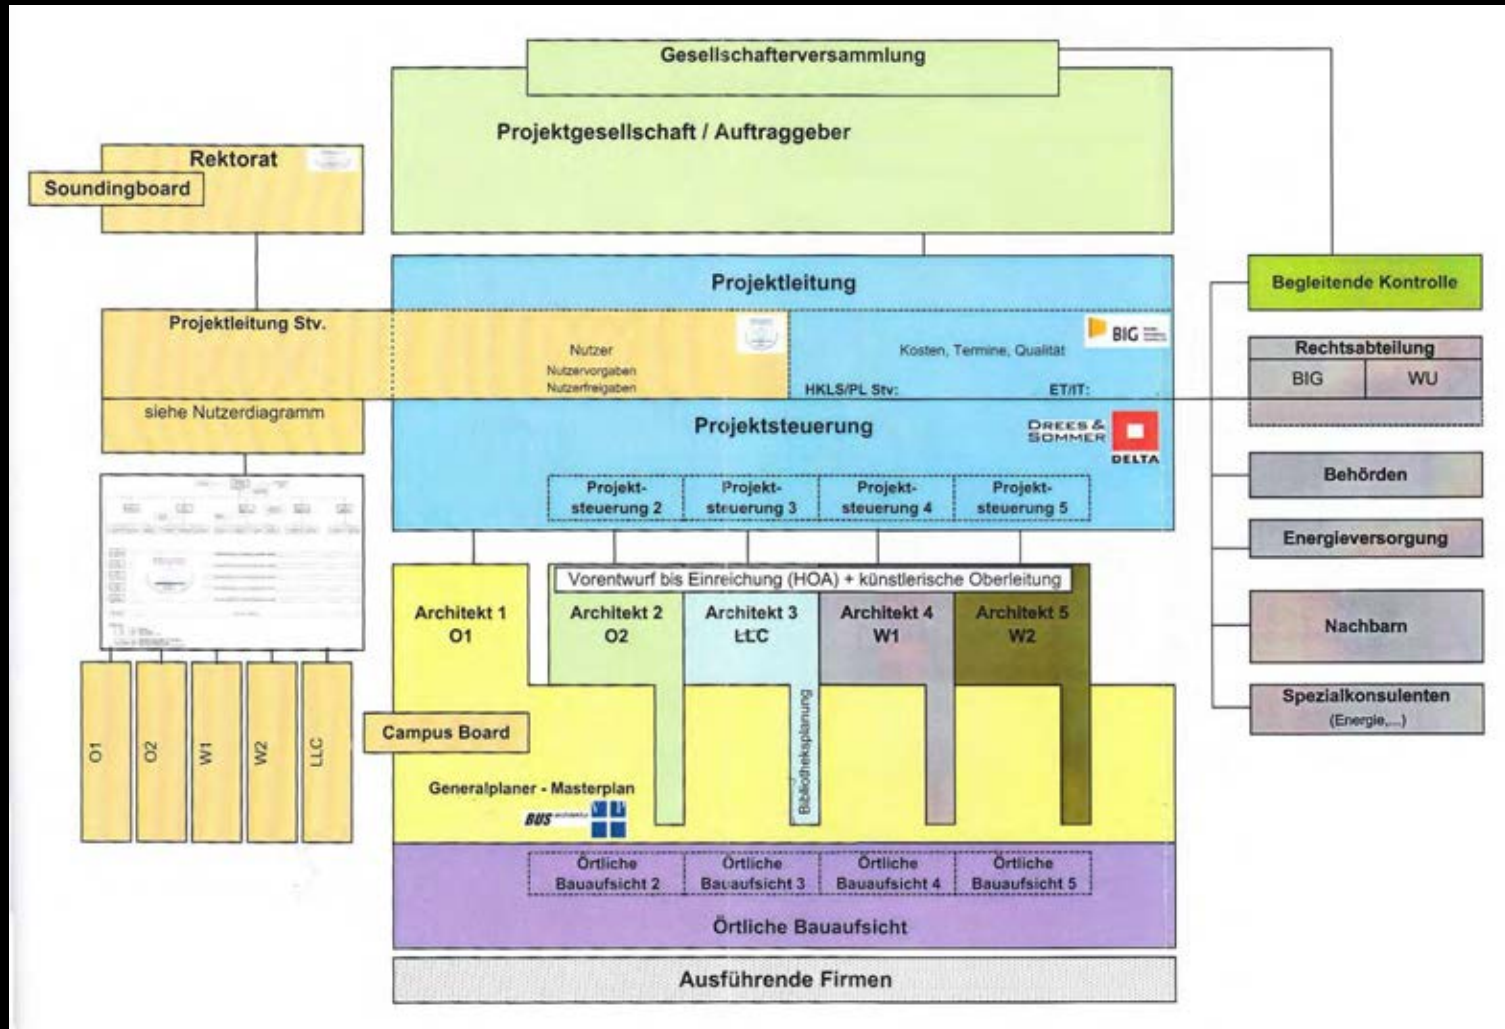 Gesellschafterversammlung
Projektgesellschaft / Auftraggeber
Rektorat
Soundingboard
Projektleitung
Begleitende Kontrolle
Projektleitung Stv.
Nutzer
Nutzervorgaben
Nutzerfreigaben
Kosten, Termine, Qualität
BIG
HKLS/PL Stv:
ET/IT:
Rechtsabteilung
BIG
WU
siehe Nutzerdiagramm
Projektsteuerung
DREES &
SOMMER
DELTA
Projekt-
steuerung 2
Projekt-
steuerung 3
Projekt-
steuerung 4
Projekt-
steuerung 5
Behörden
Energieversorgung
Nachbarn
Spezialkonsulenten
(Energie,...)
Vorentwurf bis Einreichung (HOA) + künstlerische Oberleitung
Architekt 1
O1
Architekt 2
O2
Architekt 3
LLC
Architekt 4
W1
Architekt 5
W2
O1
O2
W1
W2
LLC
Campus Board
Bibliotheksplanung
Generalplaner - Masterplan
BUS
Örtliche
Bauaufsicht 2
Örtliche
Bauaufsicht 3
Örtliche
Bauaufsicht 4
Örtliche
Bauaufsicht 5
Örtliche Bauaufsicht
Ausführende Firmen